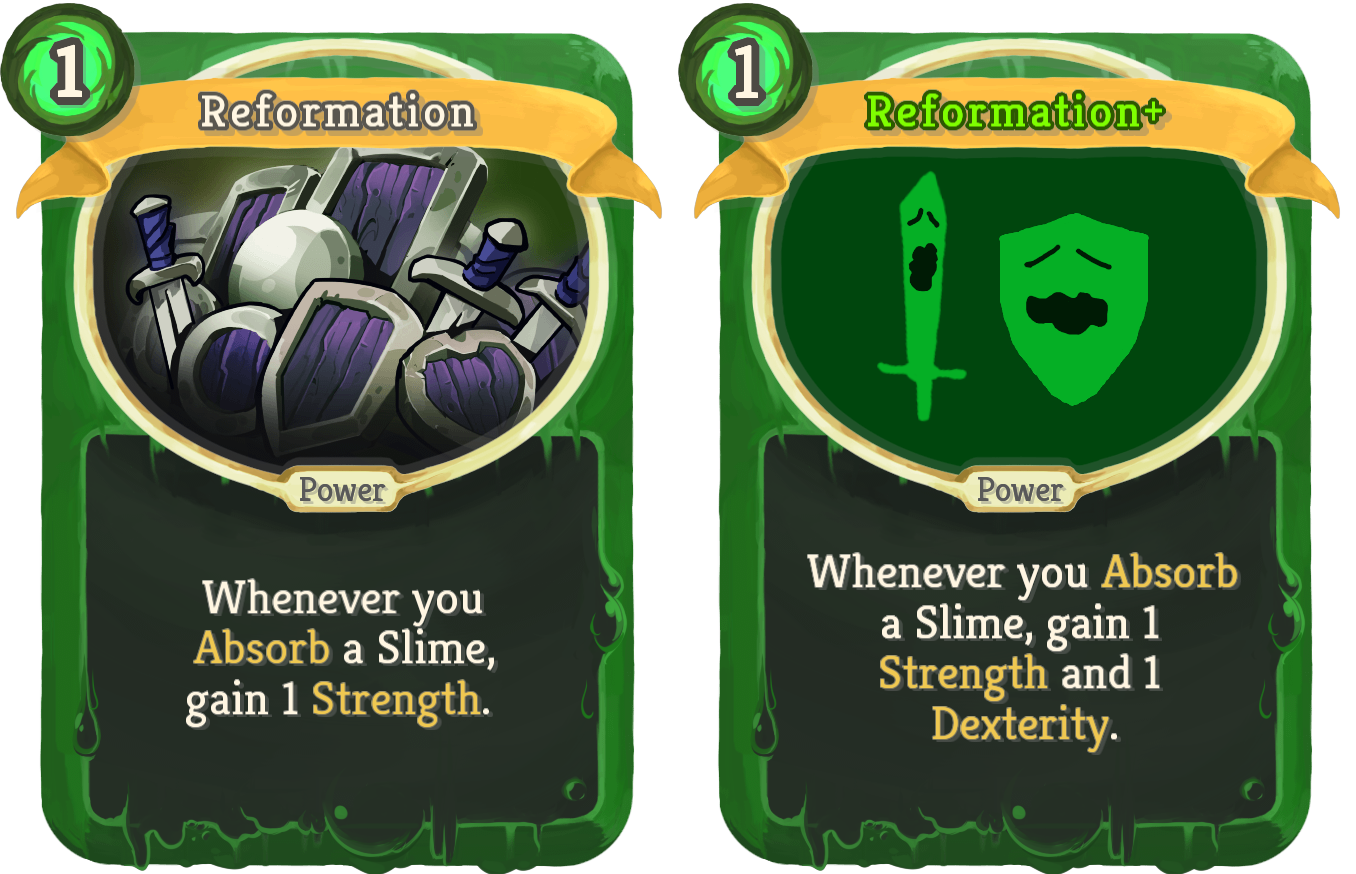 1
Reformation
Power
Whenever you
Absorb a Slime,
gain 1 Strength.
1
Reformation+
Power
Whenever you Absorb
a Slime, gain 1
Strength and 1
Dexterity.